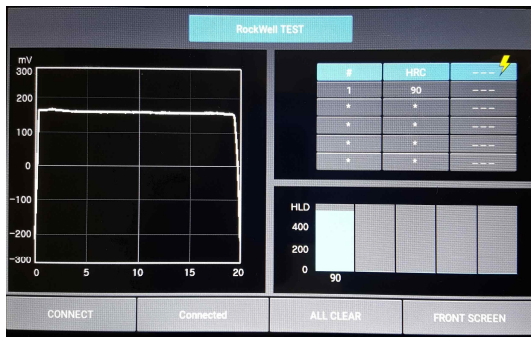 RockWell TEST
mV
300
200
100
0
-100
-200
-300
0 5 10 15 20
# HRC ---
1 90 ---
* * ---
* * ---
* * ---
* * ---
HLD
400
200
0
90
CONNECT Connected ALL CLEAR FRONT SCREEN